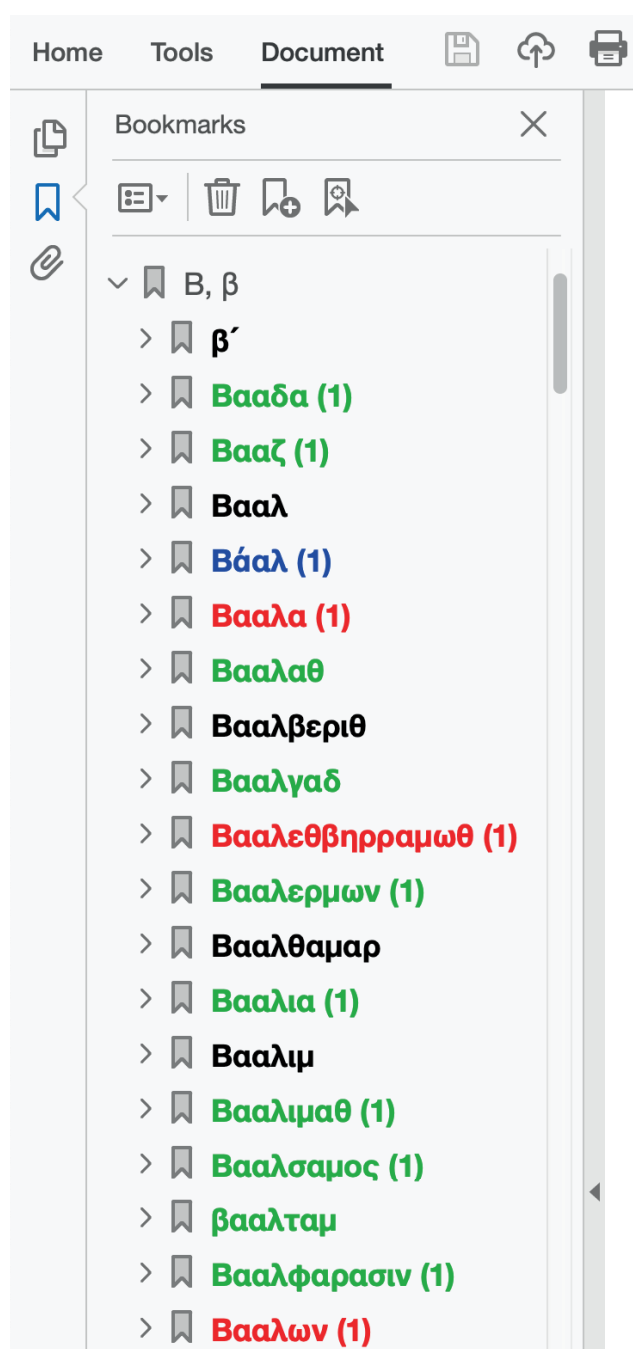 Home Tools Document
Bookmarks
Β, β
β´
Βααδα (1)
Βααζ (1)
Βααλ
Βάαλ (1)
Βααλα (1)
Βααλαθ
Βααλβεριθ
Βααλγαδ
Βααλεθβηρραμωθ (1)
Βααλερμων (1)
Βααλθαμαρ
Βααλια (1)
Βααλιμ
Βααλιμαθ (1)
Βααλσαμος (1)
βααλταμ
Βααλφαρασιν (1)
Βααλων (1)